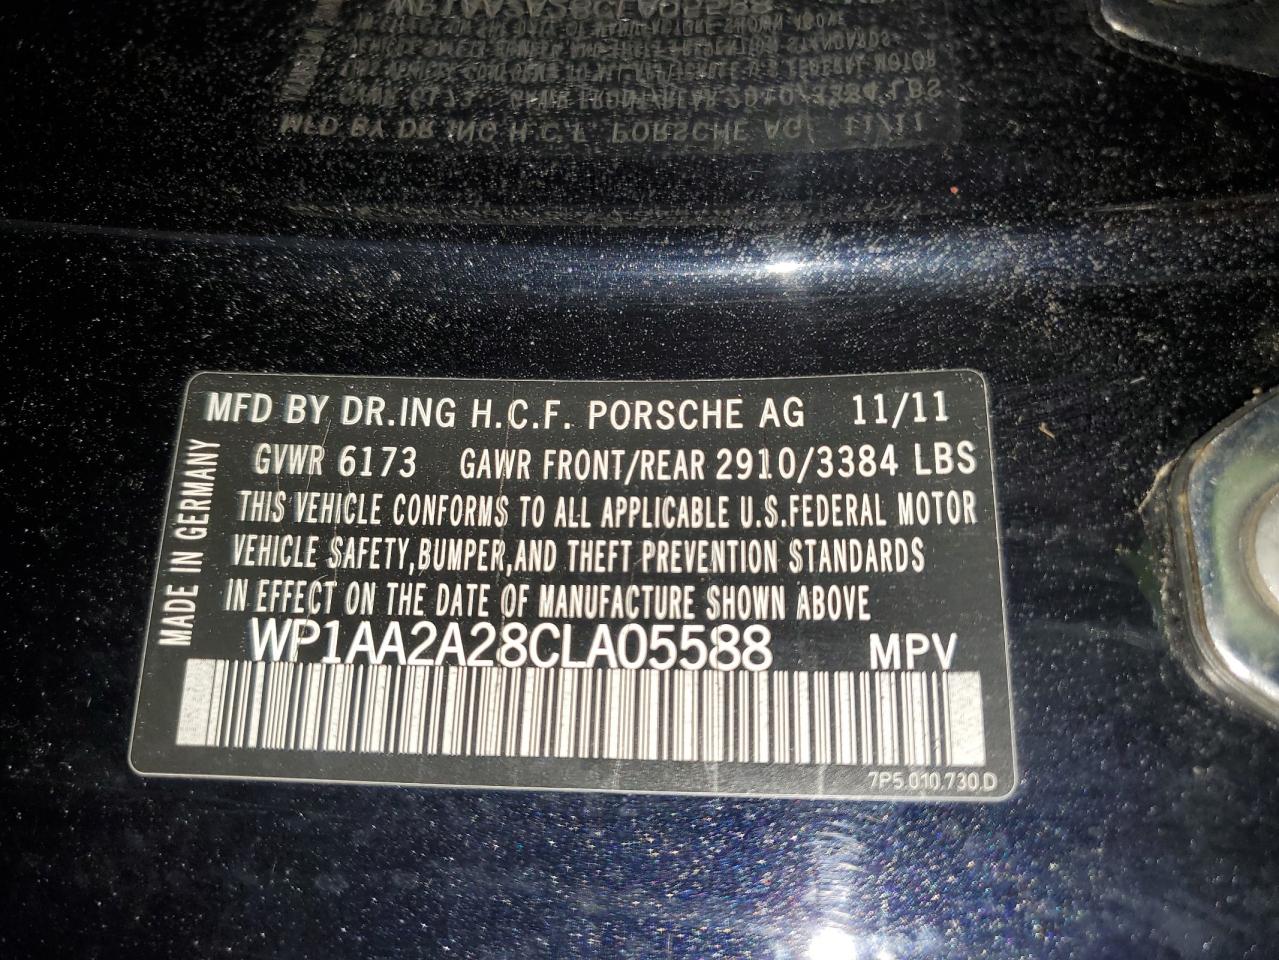 MFD BY DR.ING H.C.F. PORSCHE AG 11/11
GVWR 6173 GAWR FRONT/REAR 2910/3384 LBS
THIS VEHICLE CONFORMS TO ALL APPLICABLE U.S.FEDERAL MOTOR
VEHICLE SAFETY,BUMPER,AND THEFT PREVENTION STANDARDS
IN EFFECT ON THE DATE OF MANUFACTURE SHOWN ABOVE
WP1AA2A28CLA05588 MPV
MADE IN GERMANY
7P5.010.730.D